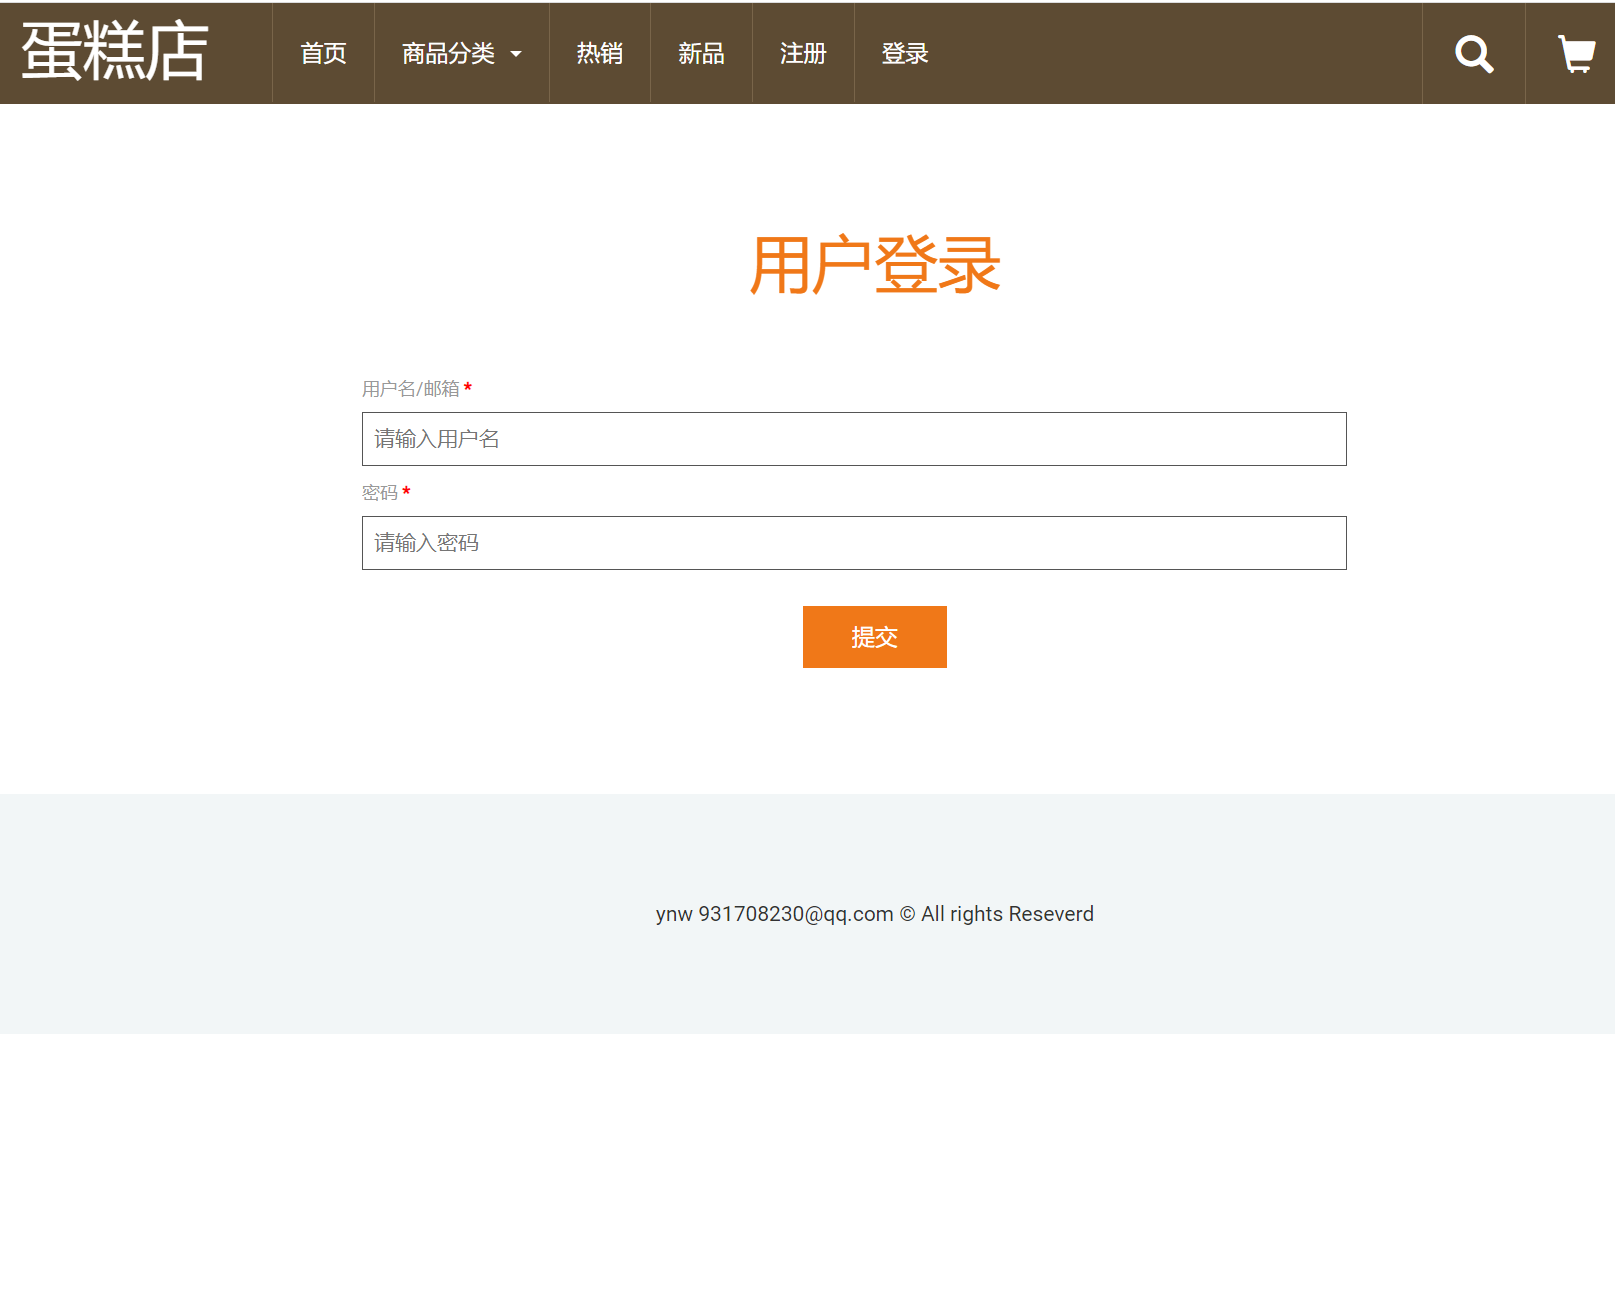 蛋糕店 首页 商品分类 热销 新品 注册 登录
用户登录
用户名/邮箱 *
请输入用户名
密码 *
请输入密码
提交
ynw 931708230@qq.com © All rights Reseverd